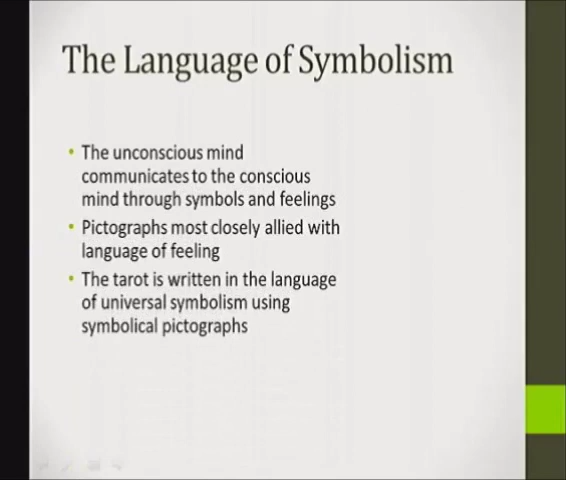 The Language of Symbolism
• The unconscious mind
communicates to the conscious
mind through symbols and feelings
• Pictographs most closely allied with
language of feeling
• The tarot is written in the language
of universal symbolism using
symbolical pictographs